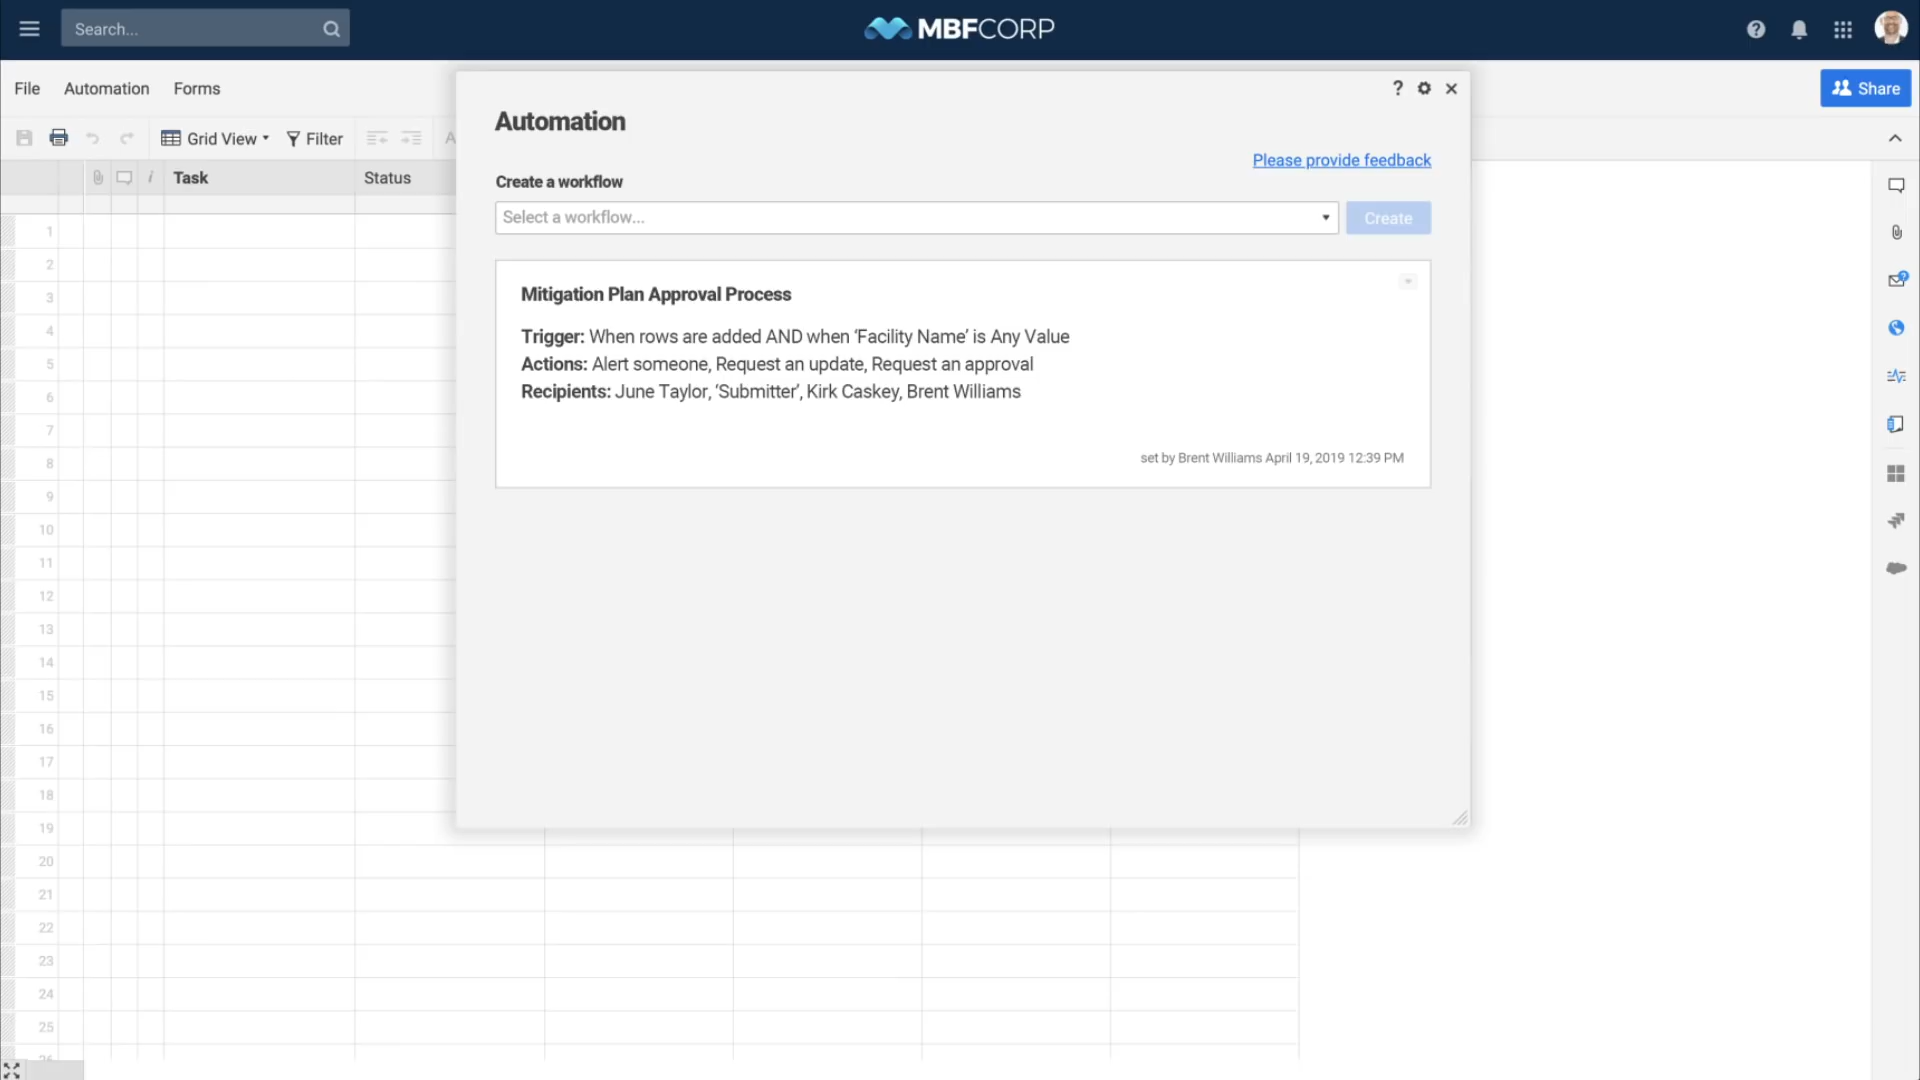 Search...
MBFCORP
File
Automation
Forms
Share
Grid View
Filter
A
Task
Status
1
2
3
4
5
6
7
8
9
10
11
12
13
14
15
16
17
18
19
20
21
22
23
24
25
26
?
Automation
Please provide feedback
Create a workflow
Select a workflow...
Create
Mitigation Plan Approval Process
Trigger: When rows are added AND when ‘Facility Name’ is Any Value
Actions: Alert someone, Request an update, Request an approval
Recipients: June Taylor, ‘Submitter’, Kirk Caskey, Brent Williams
set by Brent Williams April 19, 2019 12:39 PM